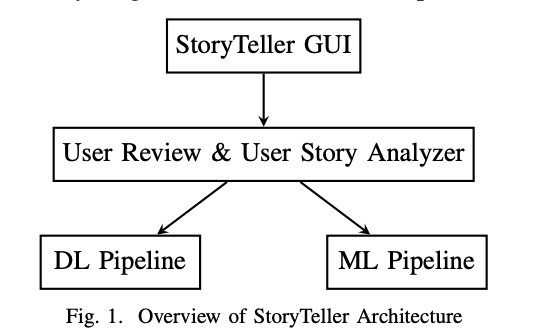 StoryTeller GUI
User Review & User Story Analyzer
DL Pipeline
ML Pipeline
Fig. 1. Overview of StoryTeller Architecture